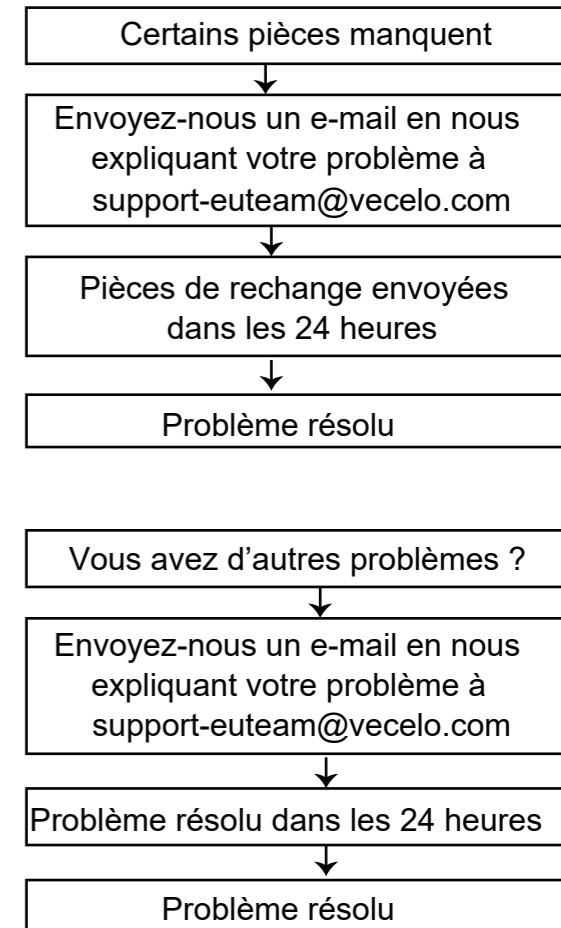 Certains pièces manquent
Envoyez-nous un e-mail en nous
expliquant votre problème à
support-euteam@vecelo.com
Pièces de rechange envoyées
dans les 24 heures
Problème résolu
Vous avez d’autres problèmes ?
Envoyez-nous un e-mail en nous
expliquant votre problème à
support-euteam@vecelo.com
Problème résolu dans les 24 heures
Problème résolu